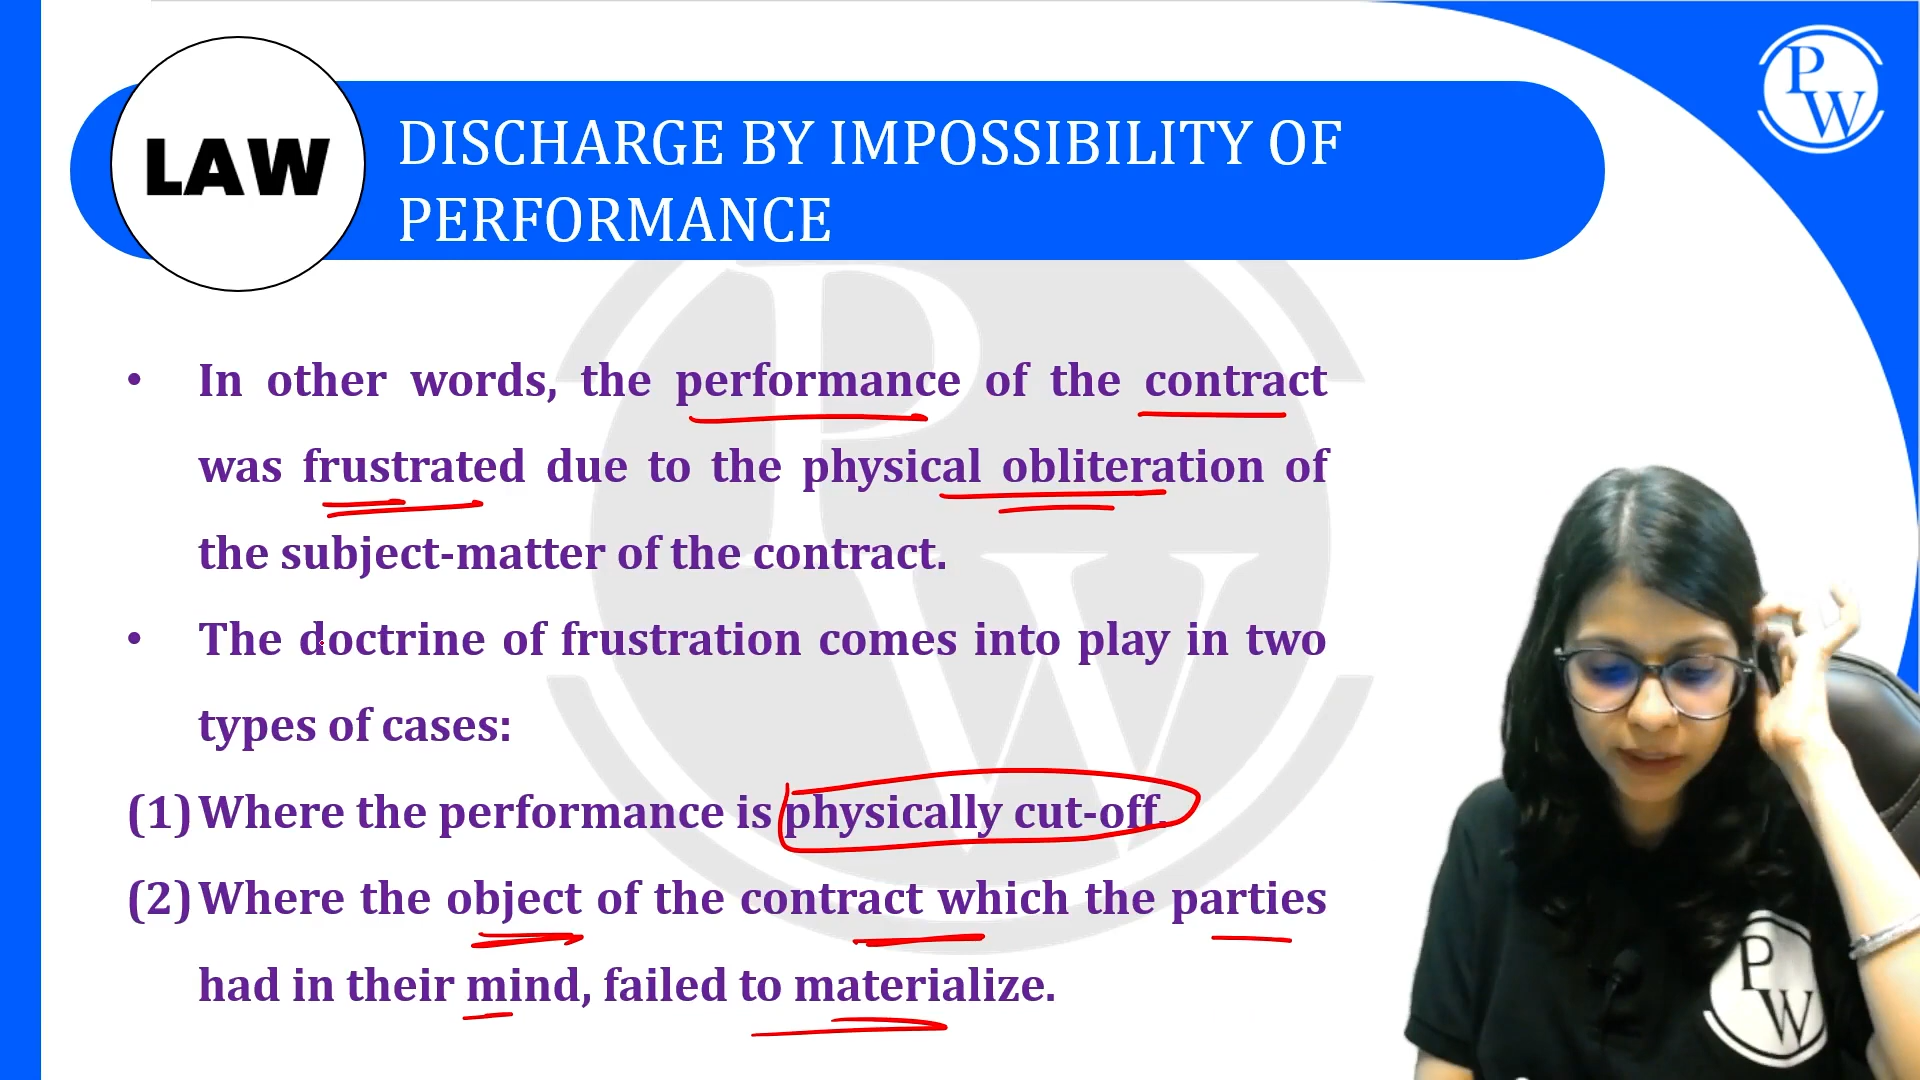 LAW
DISCHARGE BY IMPOSSIBILITY OF
PERFORMANCE
PW
• In other words, the performance of the contract
was frustrated due to the physical obliteration of
the subject-matter of the contract.
• The doctrine of frustration comes into play in two
types of cases:
(1) Where the performance is physically cut-off.
(2) Where the object of the contract which the parties
had in their mind, failed to materialize.
PW
PW